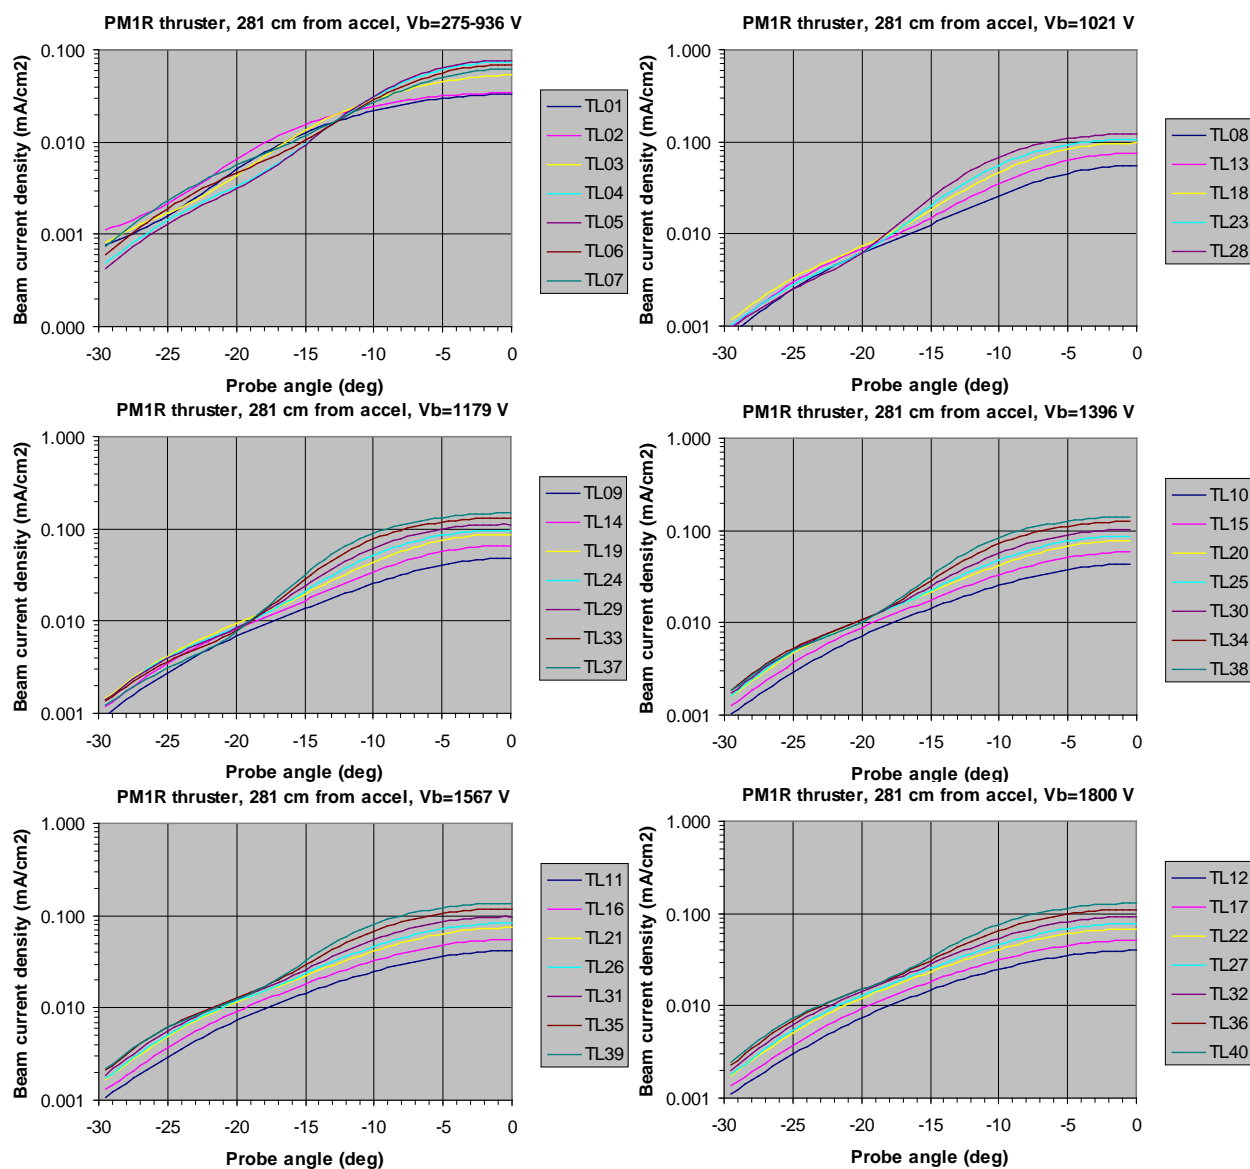 PM1R thruster, 281 cm from accel, Vb=275-936 V
Beam current density (mA/cm2)
0.100
0.010
0.001
0.000
-30 -25 -20 -15 -10 -5 0
Probe angle (deg)
TL01
TL02
TL03
TL04
TL05
TL06
TL07
PM1R thruster, 281 cm from accel, Vb=1021 V
Beam current density (mA/cm2)
1.000
0.100
0.010
0.001
-30 -25 -20 -15 -10 -5 0
Probe angle (deg)
TL08
TL13
TL18
TL23
TL28
PM1R thruster, 281 cm from accel, Vb=1179 V
Beam current density (mA/cm2)
1.000
0.100
0.010
0.001
-30 -25 -20 -15 -10 -5 0
Probe angle (deg)
TL09
TL14
TL19
TL24
TL29
TL33
TL37
PM1R thruster, 281 cm from accel, Vb=1396 V
Beam current density (mA/cm2)
1.000
0.100
0.010
0.001
-30 -25 -20 -15 -10 -5 0
Probe angle (deg)
TL10
TL15
TL20
TL25
TL30
TL34
TL38
PM1R thruster, 281 cm from accel, Vb=1567 V
Beam current density (mA/cm2)
1.000
0.100
0.010
0.001
-30 -25 -20 -15 -10 -5 0
Probe angle (deg)
TL11
TL16
TL21
TL26
TL31
TL35
TL39
PM1R thruster, 281 cm from accel, Vb=1800 V
Beam current density (mA/cm2)
1.000
0.100
0.010
0.001
-30 -25 -20 -15 -10 -5 0
Probe angle (deg)
TL12
TL17
TL22
TL27
TL32
TL36
TL40